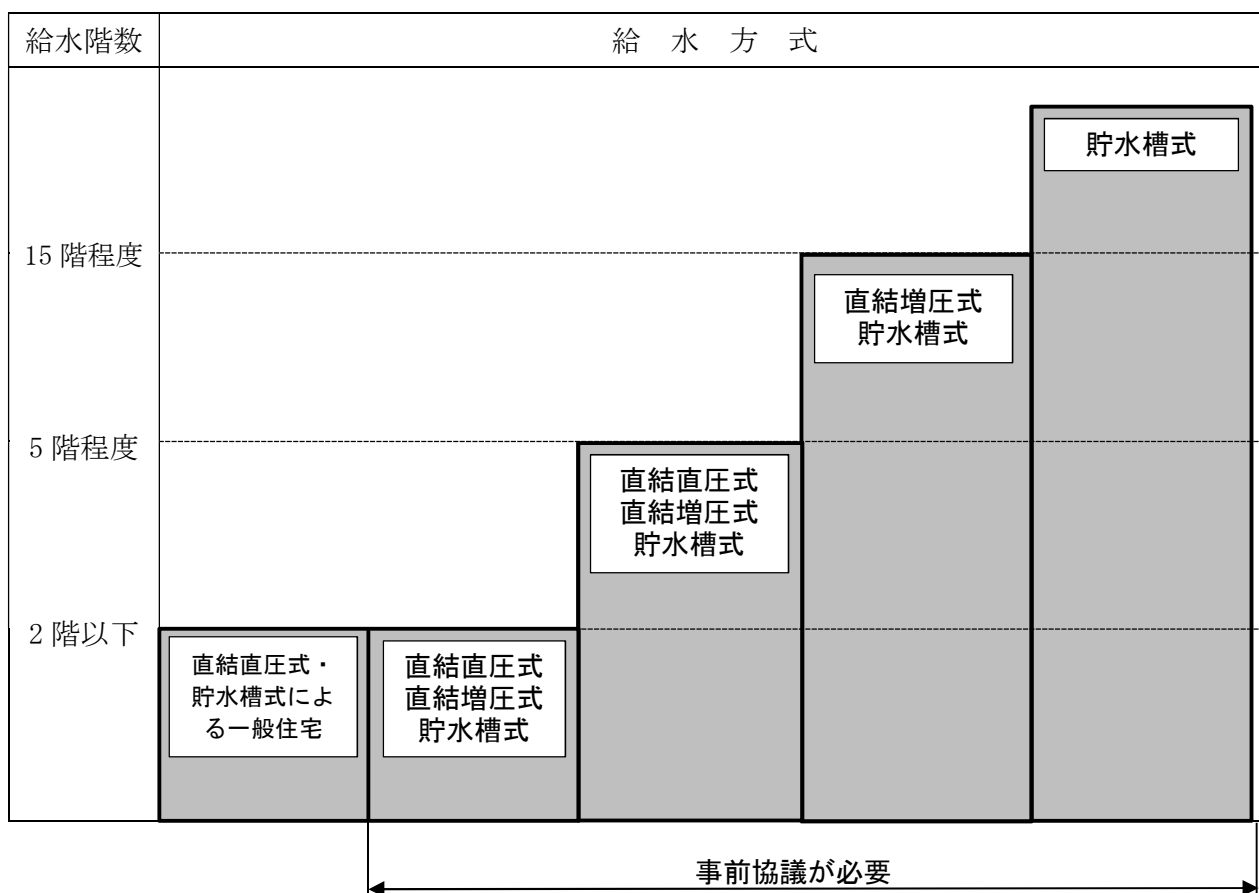 給水階数
給水方式
貯水槽式
15階程度
直結増圧式
貯水槽式
5階程度
直結直圧式
直結増圧式
貯水槽式
2階以下
直結直圧式・
貯水槽式によ
る一般住宅
直結直圧式
直結増圧式
貯水槽式
事前協議が必要